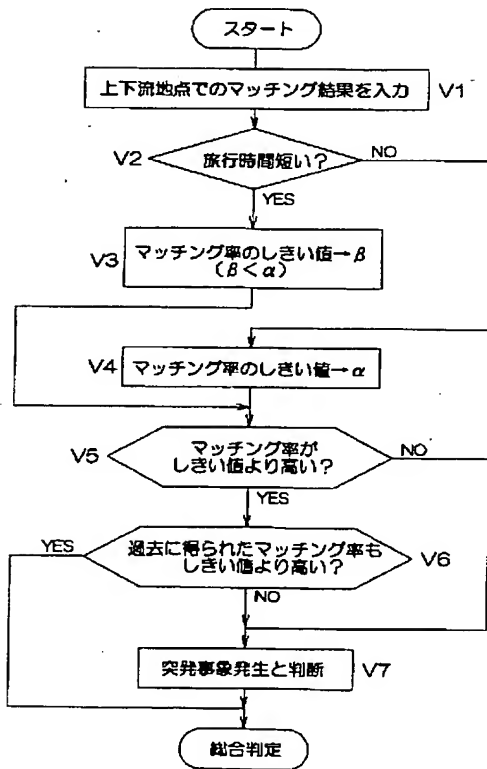 スタート
上下流地点でのマッチング結果を入力
V1
V2
旅行時間短い？
NO
YES
V3
マッチング率のしきい値→β
（β＜α）
V4
マッチング率のしきい値→α
V5
マッチング率が
しきい値より高い？
NO
YES
YES
過去に得られたマッチング率も
しきい値より高い？
V6
NO
突発事象発生と判断
V7
総合判定